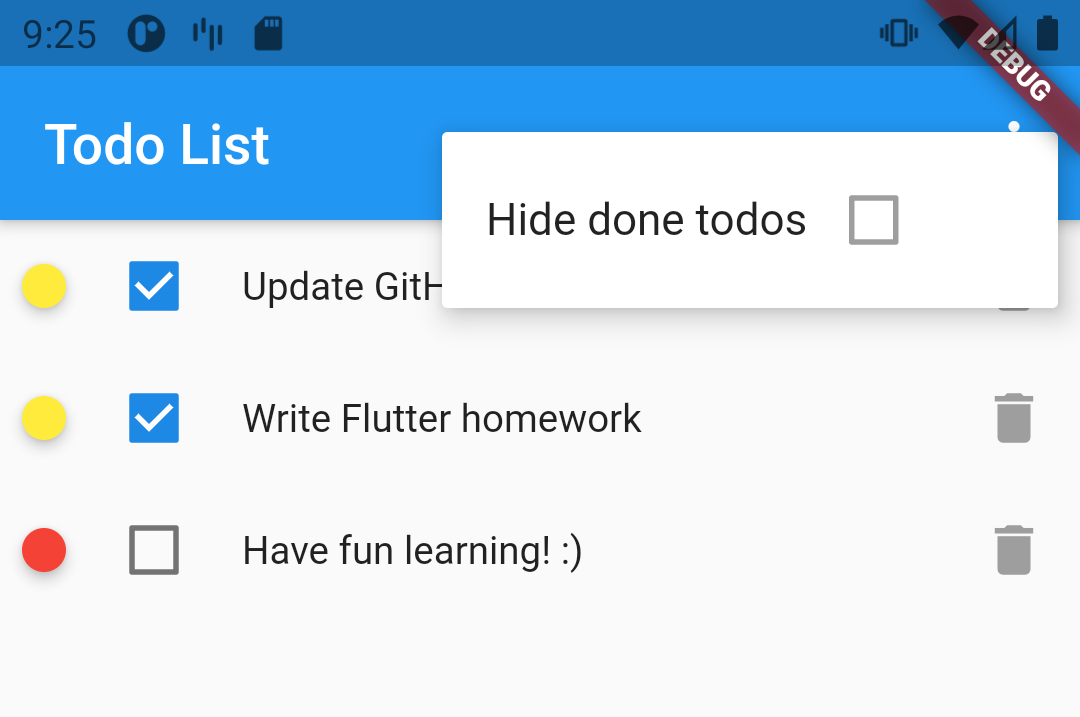 9:25
DEBUG
Todo List
Hide done todos
Update GitH
Write Flutter homework
Have fun learning! :)